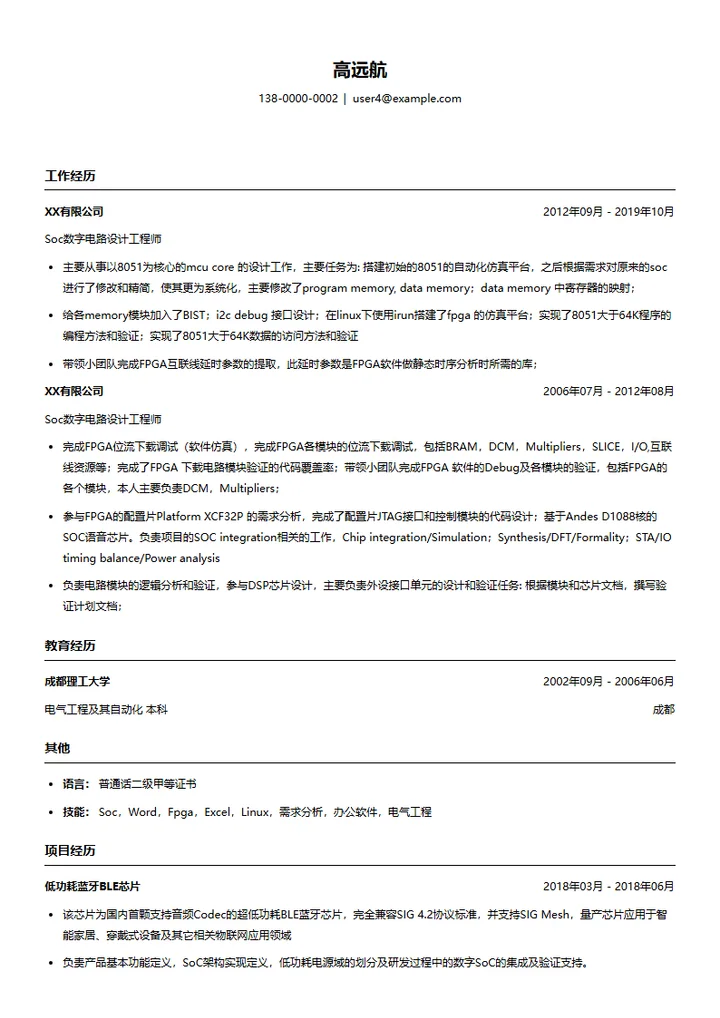 高远航
138-0000-0002 | user4@example.com
工作经历
XX有限公司 2012年09月 - 2019年10月
Soc数字电路设计工程师
• 主要从事以8051为核心的mcu core 的设计工作，主要任务为: 搭建初始的8051的自动化仿真平台，之后根据需求对原来的soc
进行了修改和精简，使其更为系统化，主要修改了program memory, data memory；data memory 中寄存器的映射；
• 给各memory模块加入了BIST；i2c debug 接口设计；在linux下使用irun搭建了fpga 的仿真平台；实现了8051大于64K程序的
编程方法和验证；实现了8051大于64K数据的访问方法和验证
• 带领小团队完成FPGA互联线延时参数的提取，此延时参数是FPGA软件做静态时序分析时所需的库；
XX有限公司 2006年07月 - 2012年08月
Soc数字电路设计工程师
• 完成FPGA位流下载调试（软件仿真），完成FPGA各模块的位流下载调试，包括BRAM，DCM，Multipliers，SLICE，I/O,互联
线资源等；完成了FPGA 下载电路模块验证的代码覆盖率；带领小团队完成FPGA 软件的Debug及各模块的验证，包括FPGA的
各个模块，本人主要负责DCM，Multipliers；
• 参与FPGA的配置片Platform XCF32P 的需求分析，完成了配置片JTAG接口和控制模块的代码设计；基于Andes D1088核的
SOC语音芯片。负责项目的SOC integration相关的工作，Chip integration/Simulation；Synthesis/DFT/Formality；STA/IO
timing balance/Power analysis
• 负责电路模块的逻辑分析和验证，参与DSP芯片设计，主要负责外设接口单元的设计和验证任务: 根据模块和芯片文档，撰写验
证计划文档；
教育经历
成都理工大学 2002年09月 - 2006年06月
电气工程及其自动化 本科 成都
其他
• 语言： 普通话二级甲等证书
• 技能： Soc，Word，Fpga，Excel，Linux，需求分析，办公软件，电气工程
项目经历
低功耗蓝牙BLE芯片 2018年03月 - 2018年06月
• 该芯片为国内首颗支持音频Codec的超低功耗BLE蓝牙芯片，完全兼容SIG 4.2协议标准，并支持SIG Mesh，量产芯片应用于智
能家居、穿戴式设备及其它相关物联网应用领域
• 负责产品基本功能定义，SoC架构实现定义，低功耗电源域的划分及研发过程中的数字SoC的集成及验证支持。